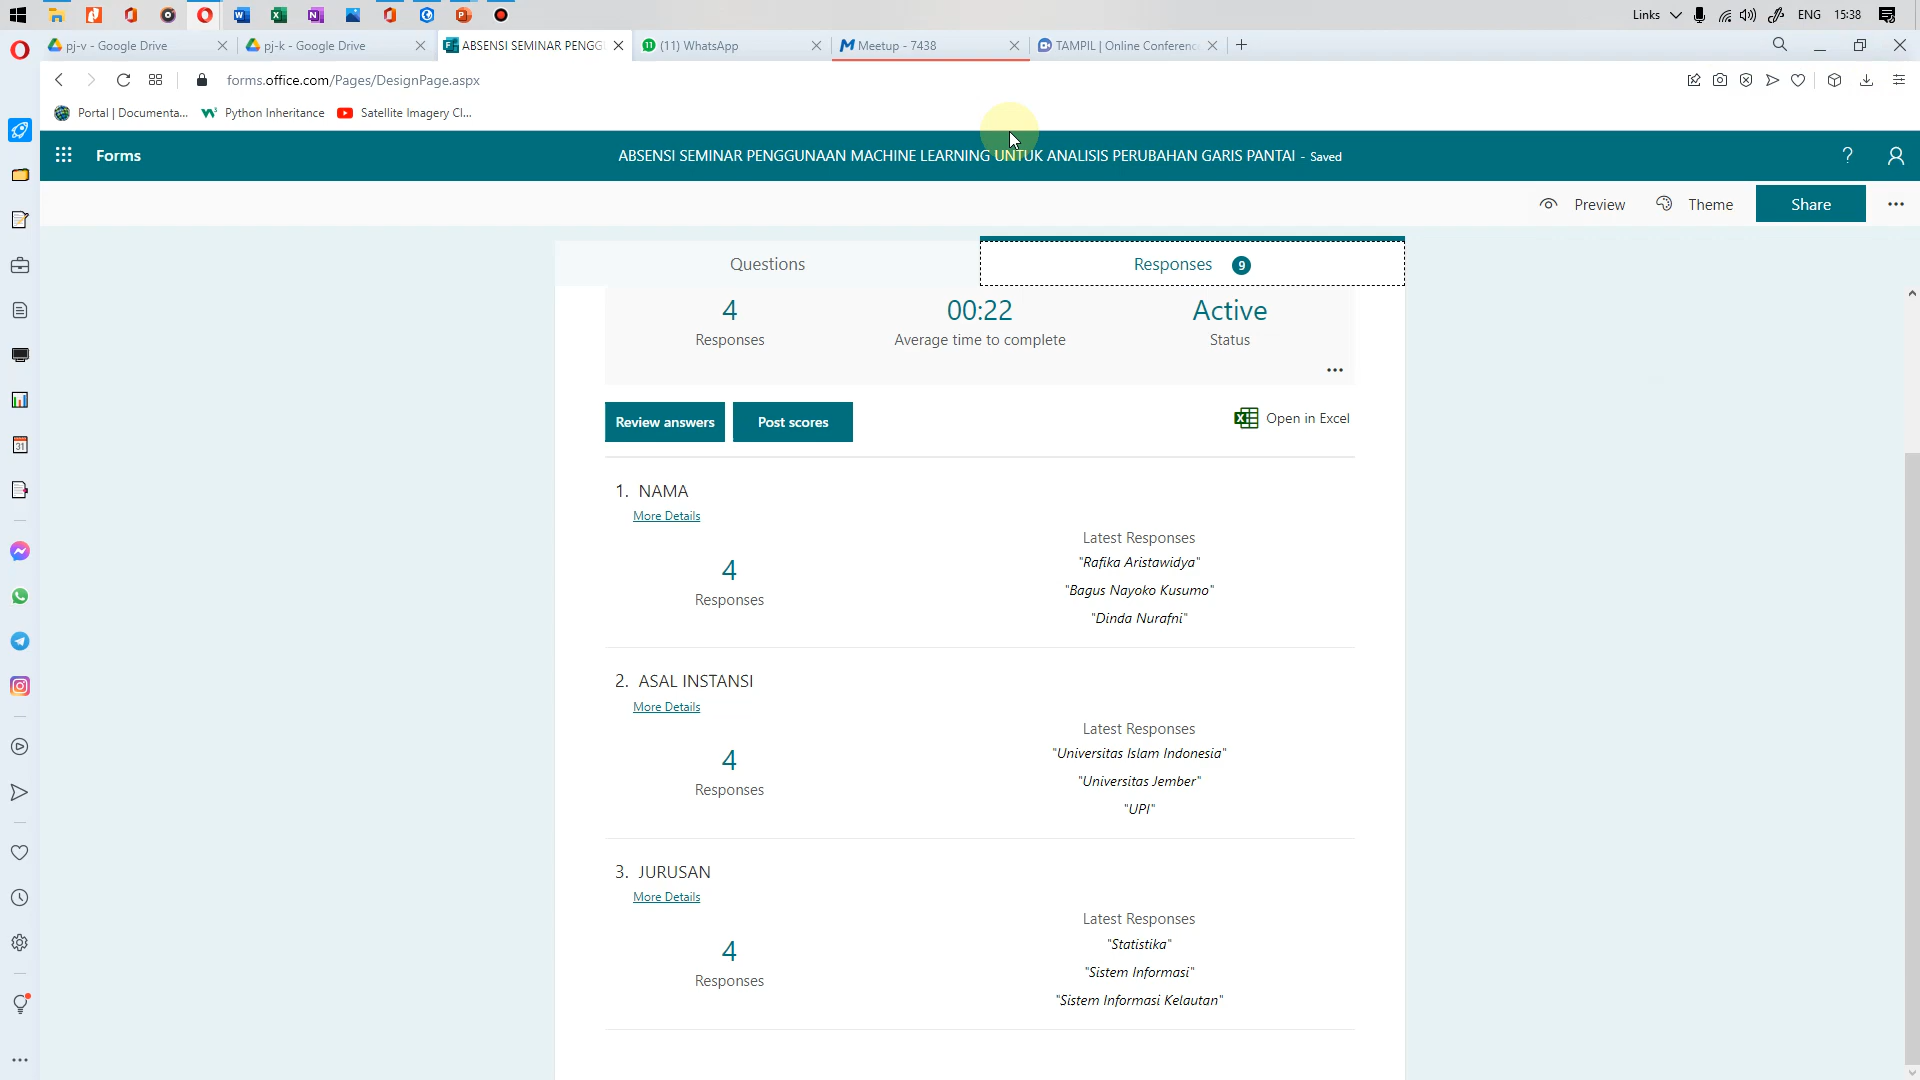 Links
ENG
15:38
pj-v - Google Drive
pj-k - Google Drive
ABSENSI SEMINAR PENGG
(11) WhatsApp
Meetup - 7438
TAMPIL | Online Conferenc
forms.office.com/Pages/DesignPage.aspx
Portal | Documenta...
Python Inheritance
Satellite Imagery Cl...
Forms
ABSENSI SEMINAR PENGGUNAAN MACHINE LEARNING UNTUK ANALISIS PERUBAHAN GARIS PANTAI - Saved
?
Preview
Theme
Share
Questions
Responses 9
4
Responses
00:22
Average time to complete
Active
Status
Review answers
Post scores
Open in Excel
1. NAMA
More Details
4
Responses
Latest Responses
"Rafika Aristawidya"
"Bagus Nayoko Kusumo"
"Dinda Nurafni"
2. ASAL INSTANSI
More Details
4
Responses
Latest Responses
"Universitas Islam Indonesia"
"Universitas Jember"
"UPI"
3. JURUSAN
More Details
4
Responses
Latest Responses
"Statistika"
"Sistem Informasi"
"Sistem Informasi Kelautan"